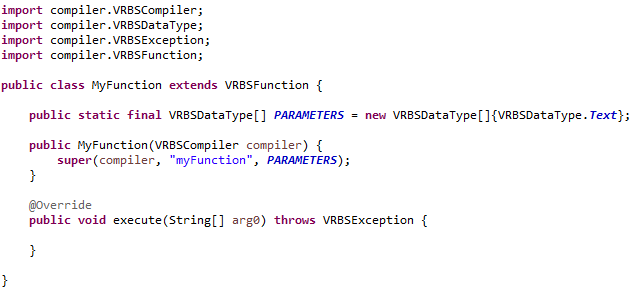 import compiler.VRBSCompiler;
import compiler.VRBSDataType;
import compiler.VRBSException;
import compiler.VRBSFunction;

public class MyFunction extends VRBSFunction {

    public static final VRBSDataType[] PARAMETERS = new VRBSDataType[]{VRBSDataType.Text};

    public MyFunction(VRBSCompiler compiler) {
        super(compiler, "myFunction", PARAMETERS);
    }

    @Override
    public void execute(String[] arg0) throws VRBSException {

    }

}